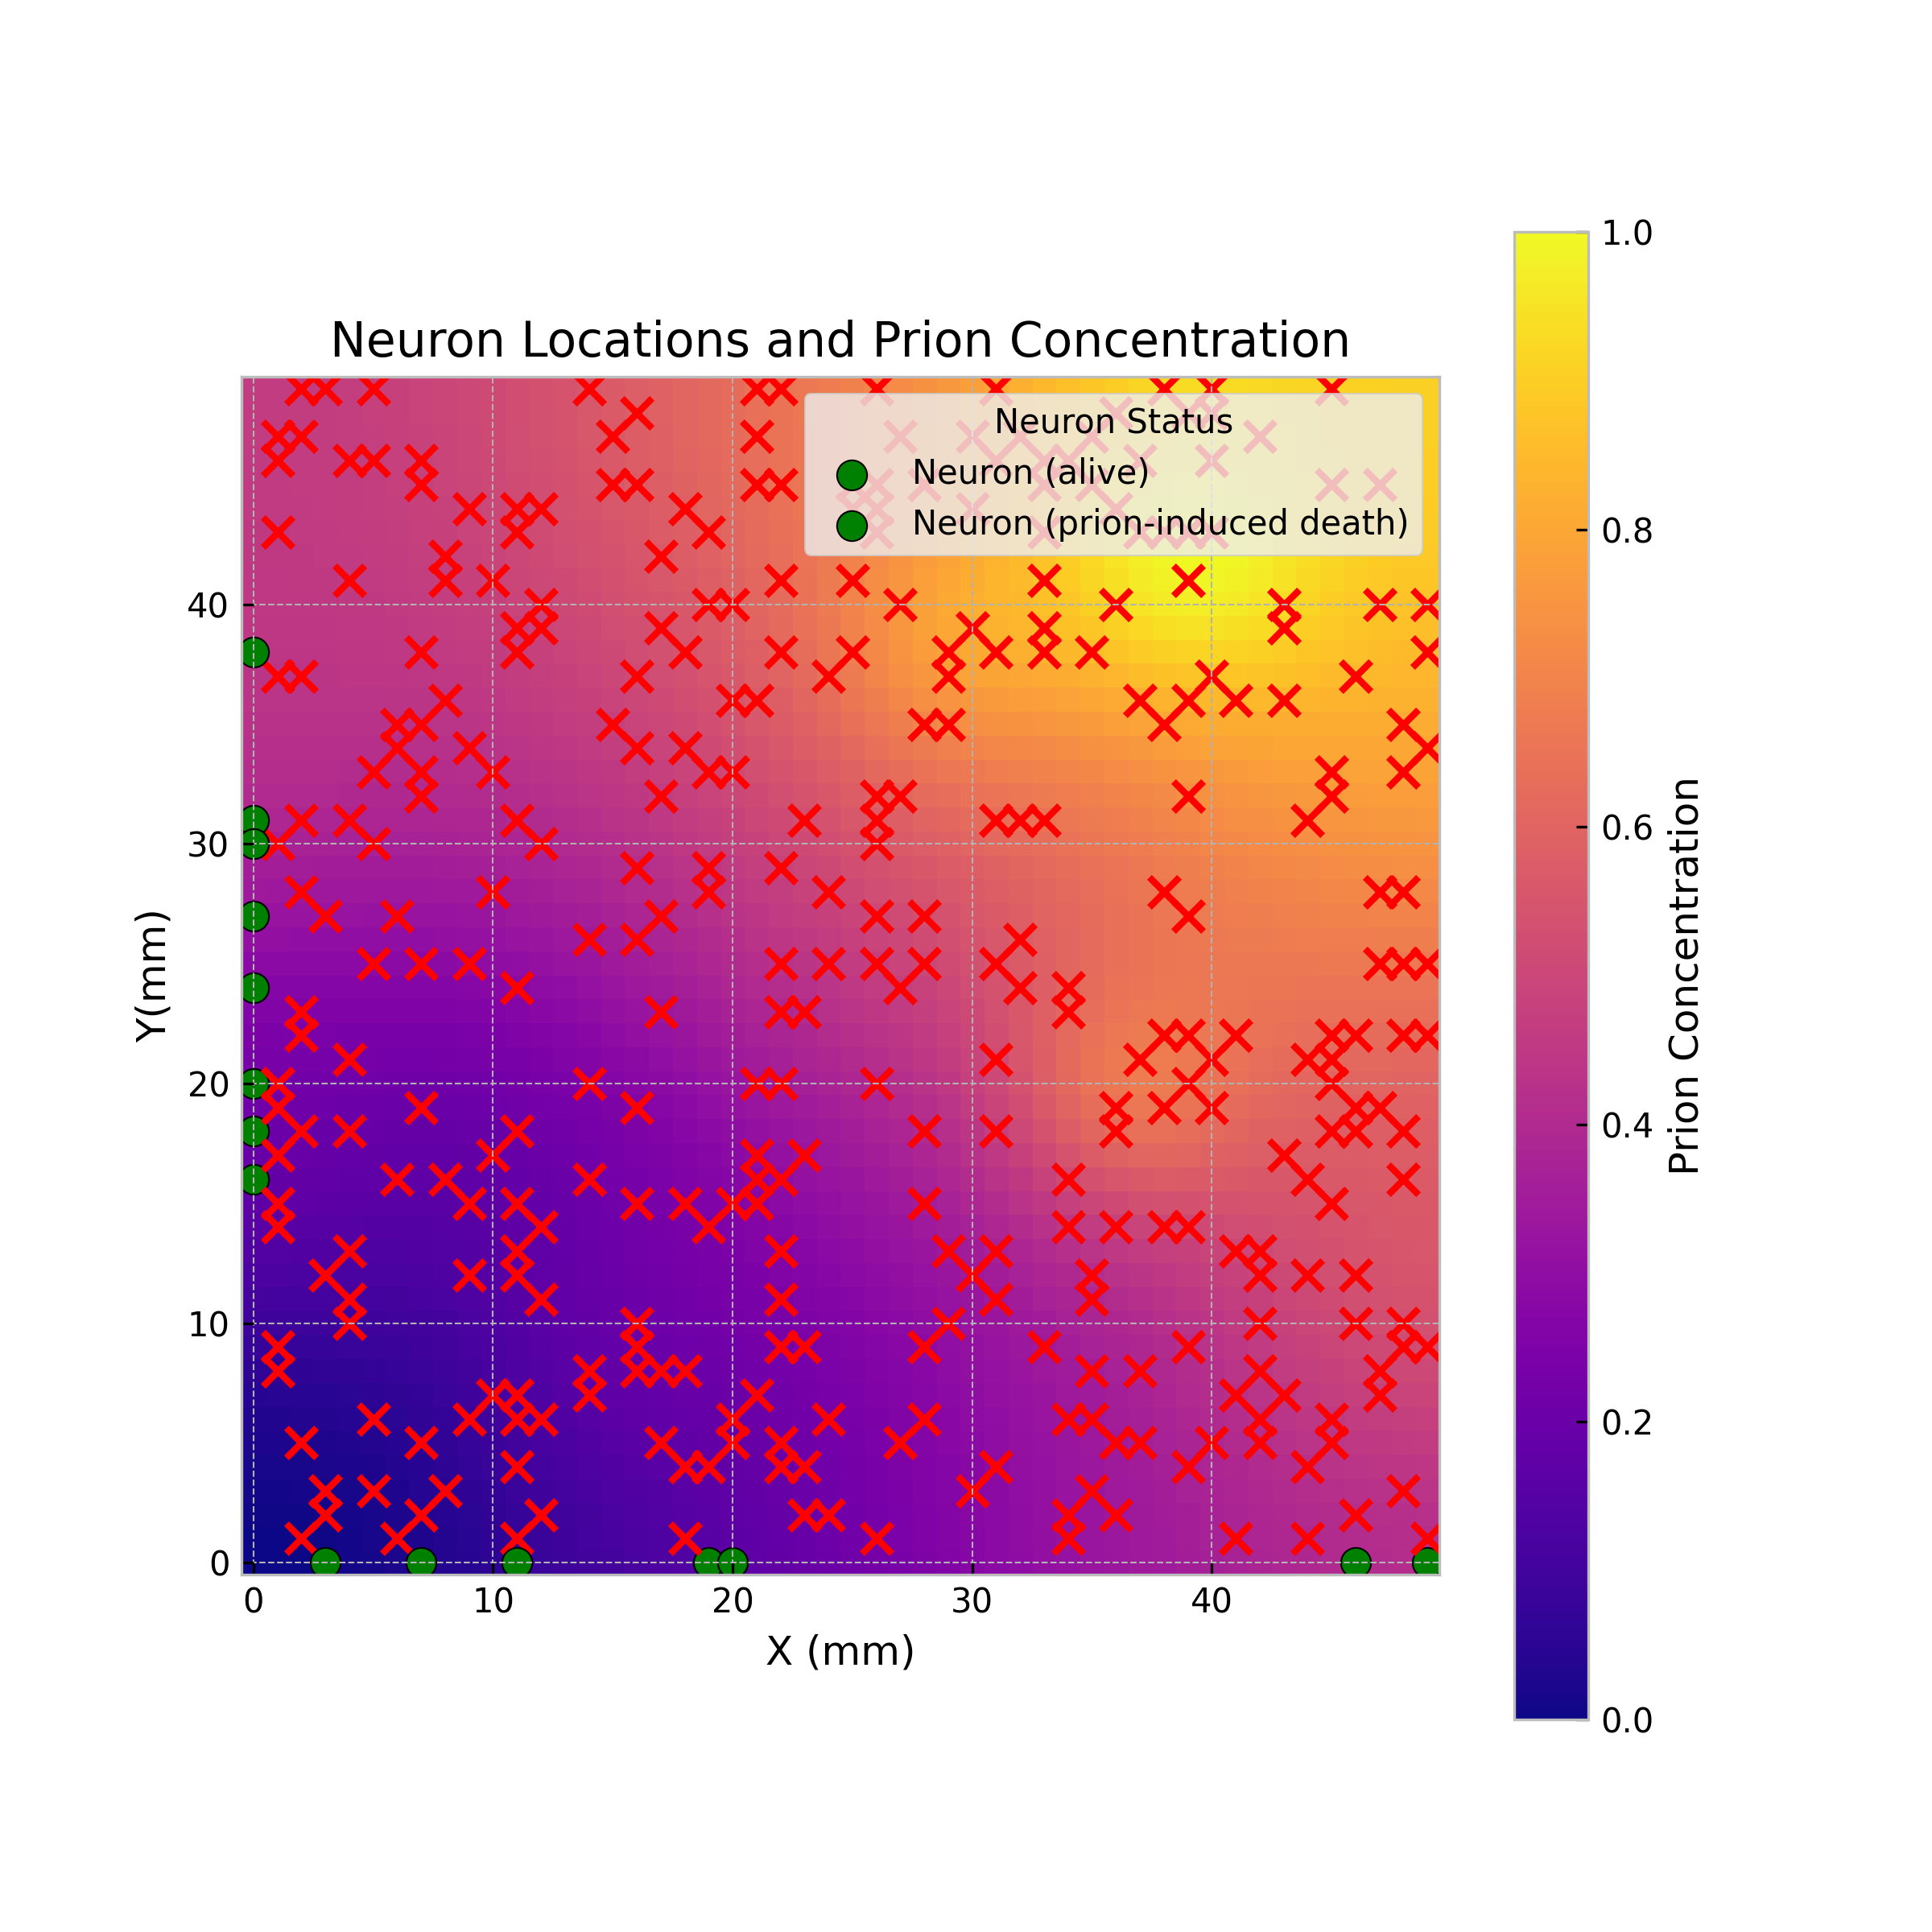 Neuron Locations and Prion Concentration
Neuron Status
Neuron (alive)
Neuron (prion-induced death)
40
30
20
10
0
Y(mm)
0 10 20 30 40
X (mm)
1.0
0.8
0.6
0.4
0.2
0.0
Prion Concentration